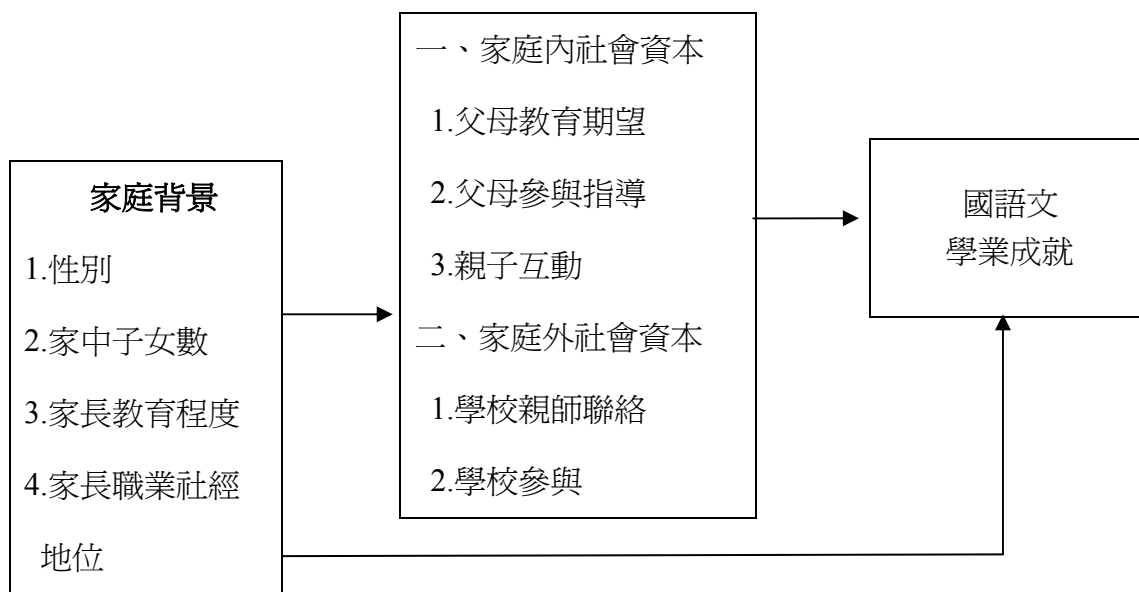 家庭背景
1.性別
2.家中子女數
3.家長教育程度
4.家長職業社經
地位
一、家庭內社會資本
1.父母教育期望
2.父母參與指導
3.親子互動
二、家庭外社會資本
1.學校親師聯絡
2.學校參與
國語文
學業成就